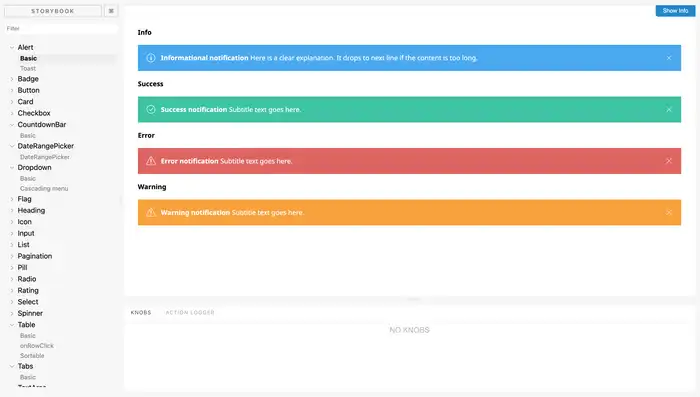 STORYBOOK
⌘
Filter
Alert
Basic
Toast
Badge
Button
Card
Checkbox
CountdownBar
Basic
DateRangePicker
DateRangePicker
Dropdown
Basic
Cascading menu
Flag
Heading
Icon
Input
List
Pagination
Pill
Radio
Rating
Select
Spinner
Table
Basic
onRowClick
Sortable
Tabs
Basic
TextArea
Show Info
Info
Informational notification Here is a clear explanation. It drops to next line if the content is too long.
Success
Success notification Subtitle text goes here.
Error
Error notification Subtitle text goes here.
Warning
Warning notification Subtitle text goes here.
KNOBS ACTION LOGGER
NO KNOBS